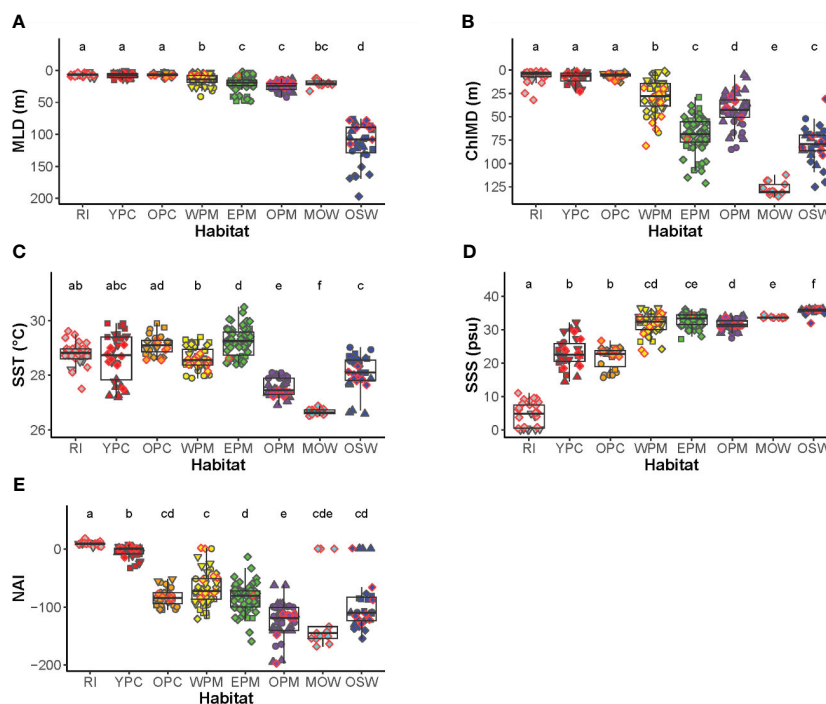 A
a a a b c c bc d
MLD (m)
0
50
100
150
200
RI YPC OPC WPM EPM OPM MOW OSW
Habitat
B
a a a b c d e c
ChlMD (m)
0
25
50
75
100
125
RI YPC OPC WPM EPM OPM MOW OSW
Habitat
C
ab abc ad b d e f c
SST (°C)
30
28
26
RI YPC OPC WPM EPM OPM MOW OSW
Habitat
D
a b b cd ce d e f
SSS (psu)
40
30
20
10
0
RI YPC OPC WPM EPM OPM MOW OSW
Habitat
E
a b cd c d e cde cd
NAI
0
−100
−200
RI YPC OPC WPM EPM OPM MOW OSW
Habitat